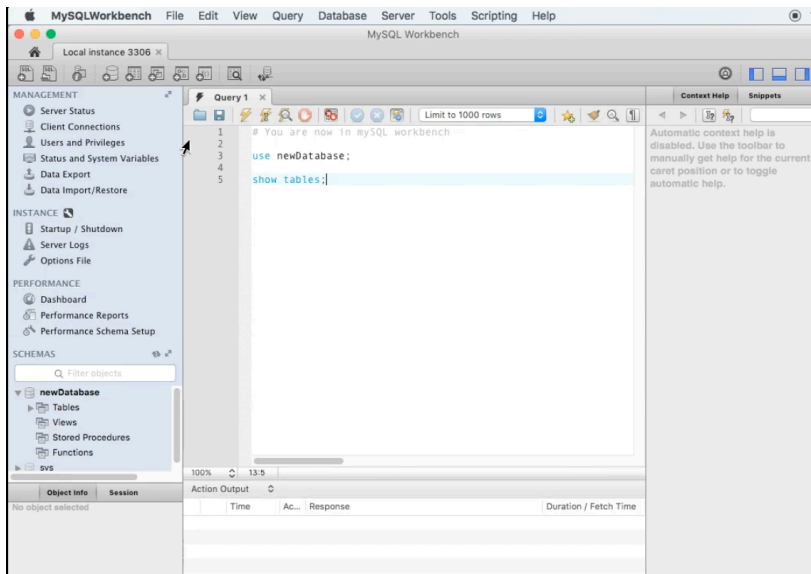 MySQLWorkbench File Edit View Query Database Server Tools Scripting Help
MySQL Workbench
Local instance 3306
MANAGEMENT
Server Status
Client Connections
Users and Privileges
Status and System Variables
Data Export
Data Import/Restore
INSTANCE
Startup / Shutdown
Server Logs
Options File
PERFORMANCE
Dashboard
Performance Reports
Performance Schema Setup
SCHEMAS
Filter objects
newDatabase
Tables
Views
Stored Procedures
Functions
sys
Object Info Session
No object selected
Query 1
Limit to 1000 rows
1 # You are now in mySQL workbench
2
3 use newDatabase;
4
5 show tables;
100% 13:5
Action Output
Time Ac... Response Duration / Fetch Time
Context Help Snippets
Automatic context help is
disabled. Use the toolbar to
manually get help for the current
caret position or to toggle
automatic help.